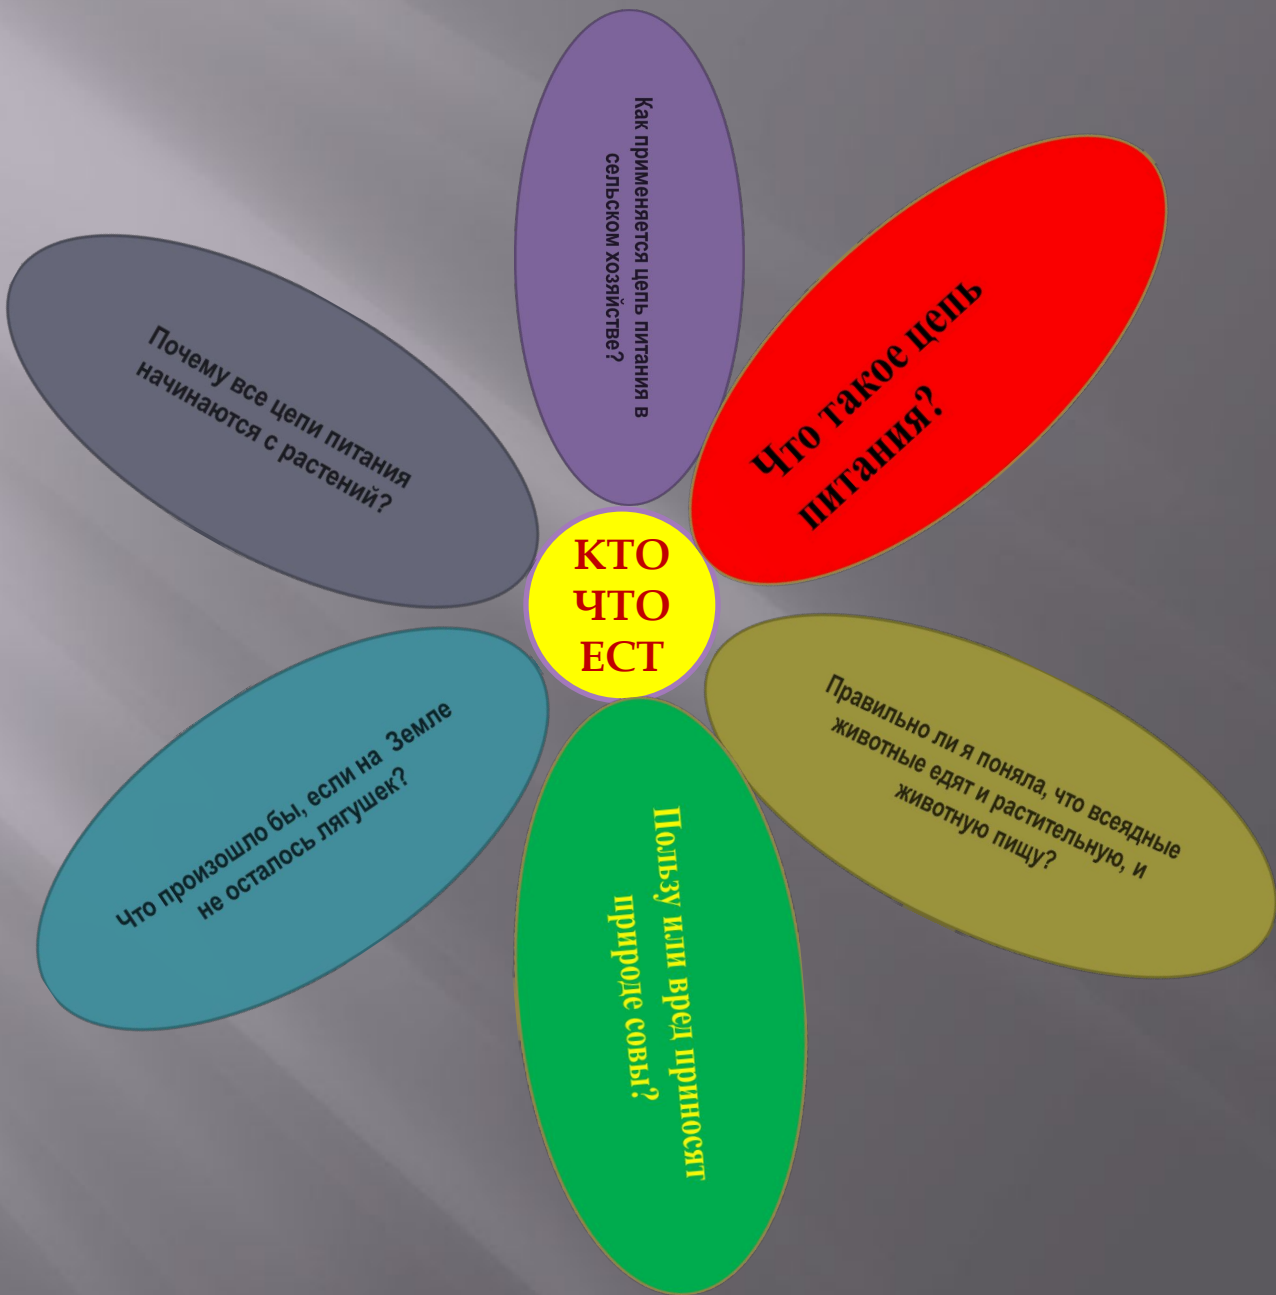 Как применяется цепь питания в
сельском хозяйстве?
Что такое цепь
питания?
Почему все цепи питания
начинаются с растений?
КТО
ЧТО
ЕСТ
Правильно ли я поняла, что всеядные
животные едят и растительную, и
животную пищу?
Что произошло бы, если на Земле
не осталось лягушек?
Пользу или вред приносят
природе совы?